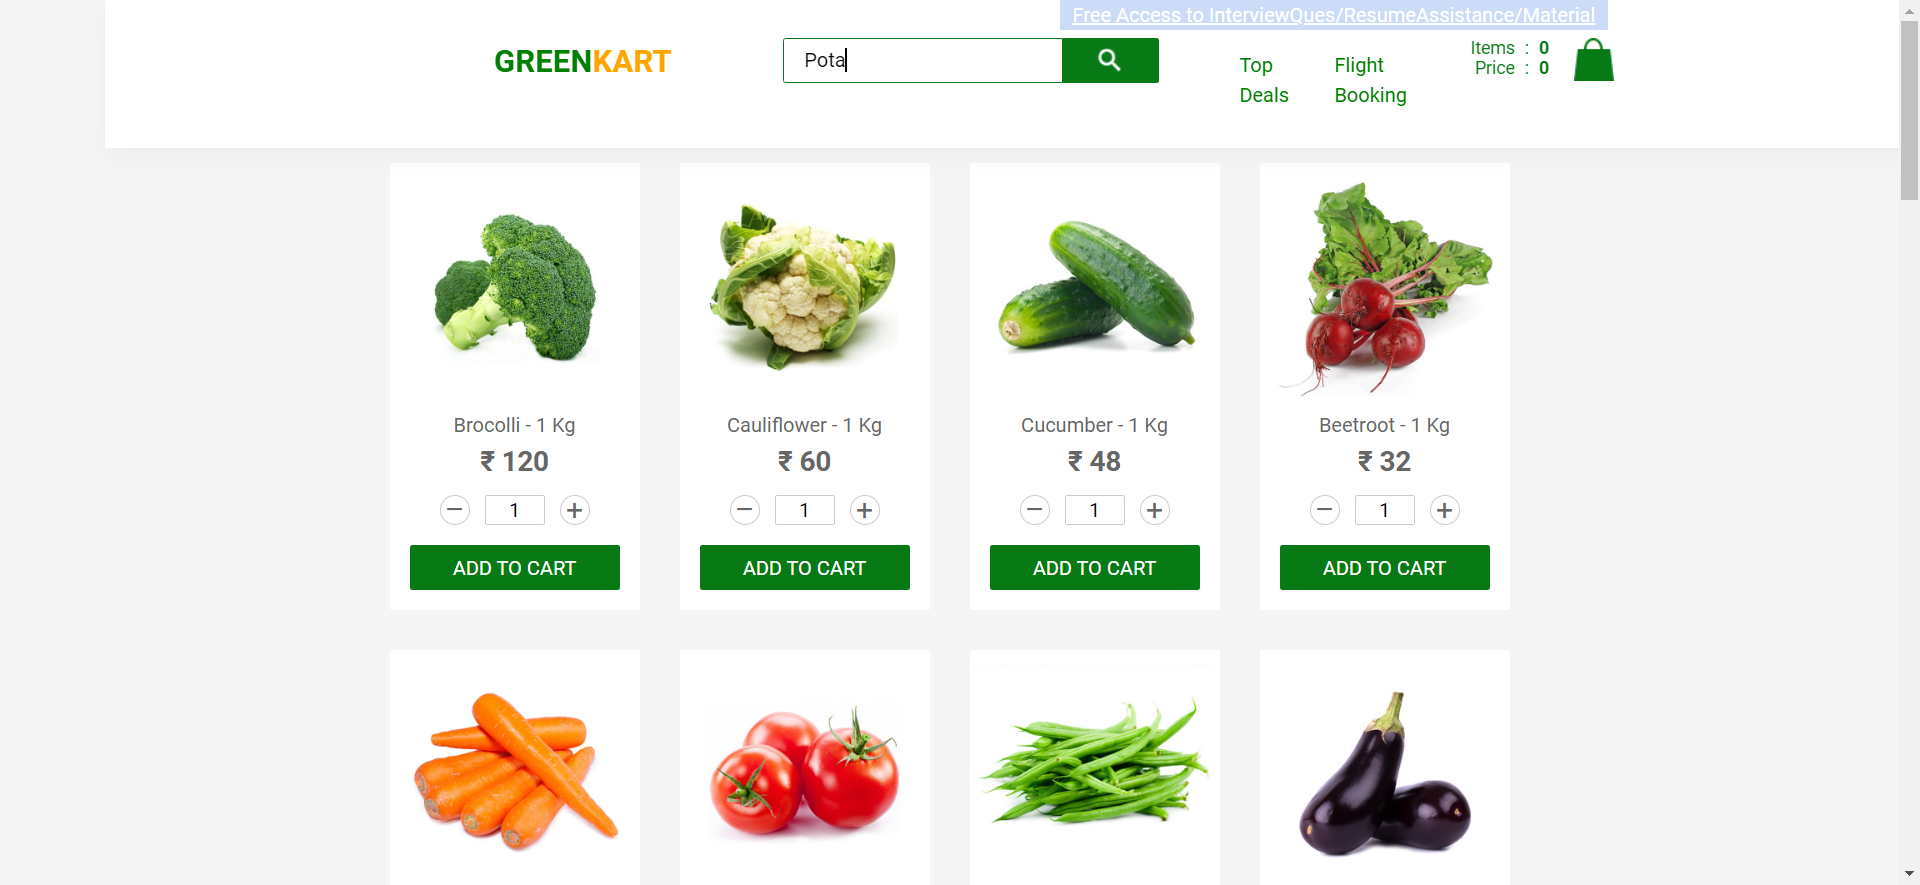 Free Access to InterviewQues/ResumeAssistance/Material
GREENKART
Pota
Top
Deals
Flight
Booking
Items : 0
Price : 0
Brocolli - 1 Kg
₹ 120
− 1 +
ADD TO CART
Cauliflower - 1 Kg
₹ 60
− 1 +
ADD TO CART
Cucumber - 1 Kg
₹ 48
− 1 +
ADD TO CART
Beetroot - 1 Kg
₹ 32
− 1 +
ADD TO CART